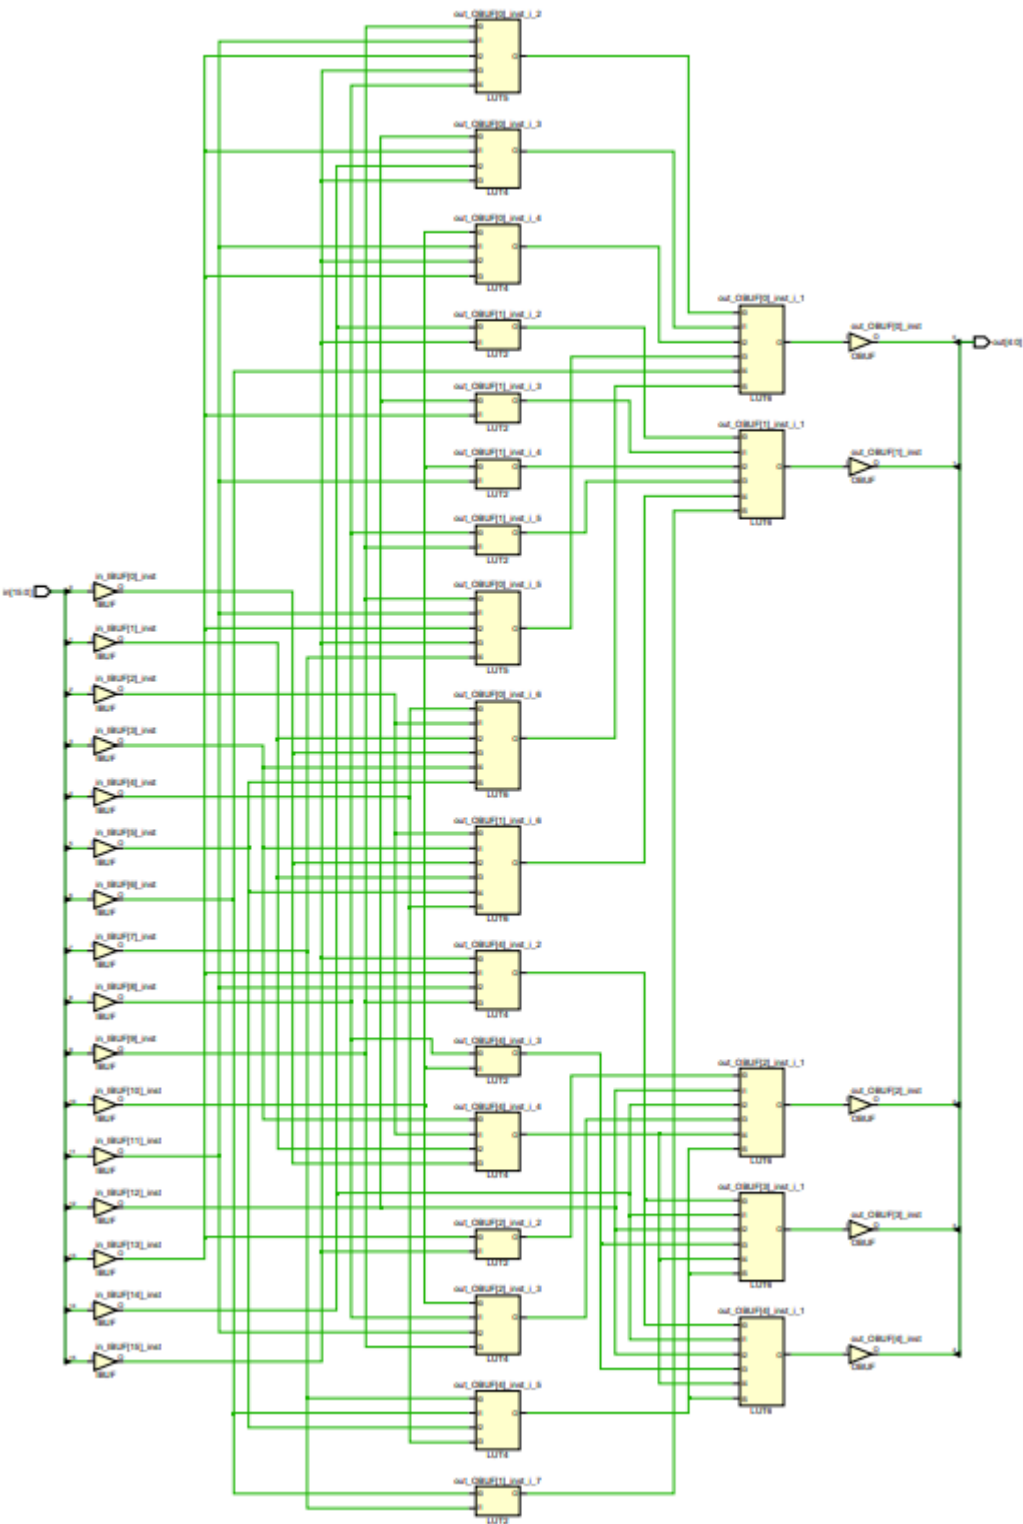 out_OBUF[0]_inst_i_2
LUT5
out_OBUF[0]_inst_i_3
LUT4
out_OBUF[0]_inst_i_4
LUT4
out_OBUF[1]_inst_i_2
LUT2
out_OBUF[1]_inst_i_3
LUT2
out_OBUF[1]_inst_i_4
LUT2
out_OBUF[1]_inst_i_5
LUT2
out_OBUF[0]_inst_i_5
LUT5
out_OBUF[0]_inst_i_6
LUT6
out_OBUF[1]_inst_i_6
LUT6
out_OBUF[4]_inst_i_2
LUT4
out_OBUF[4]_inst_i_3
LUT2
out_OBUF[4]_inst_i_4
LUT4
out_OBUF[2]_inst_i_2
LUT2
out_OBUF[2]_inst_i_3
LUT4
out_OBUF[4]_inst_i_5
LUT4
out_OBUF[1]_inst_i_7
LUT2
in[15:0]
in_IBUF[0]_inst
IBUF
in_IBUF[1]_inst
IBUF
in_IBUF[2]_inst
IBUF
in_IBUF[3]_inst
IBUF
in_IBUF[4]_inst
IBUF
in_IBUF[5]_inst
IBUF
in_IBUF[6]_inst
IBUF
in_IBUF[7]_inst
IBUF
in_IBUF[8]_inst
IBUF
in_IBUF[9]_inst
IBUF
in_IBUF[10]_inst
IBUF
in_IBUF[11]_inst
IBUF
in_IBUF[12]_inst
IBUF
in_IBUF[13]_inst
IBUF
in_IBUF[14]_inst
IBUF
in_IBUF[15]_inst
IBUF
out_OBUF[0]_inst_i_1
LUT6
out_OBUF[1]_inst_i_1
LUT6
out_OBUF[2]_inst_i_1
LUT6
out_OBUF[3]_inst_i_1
LUT6
out_OBUF[4]_inst_i_1
LUT6
out_OBUF[0]_inst
OBUF
out_OBUF[1]_inst
OBUF
out_OBUF[2]_inst
OBUF
out_OBUF[3]_inst
OBUF
out_OBUF[4]_inst
OBUF
out[4:0]